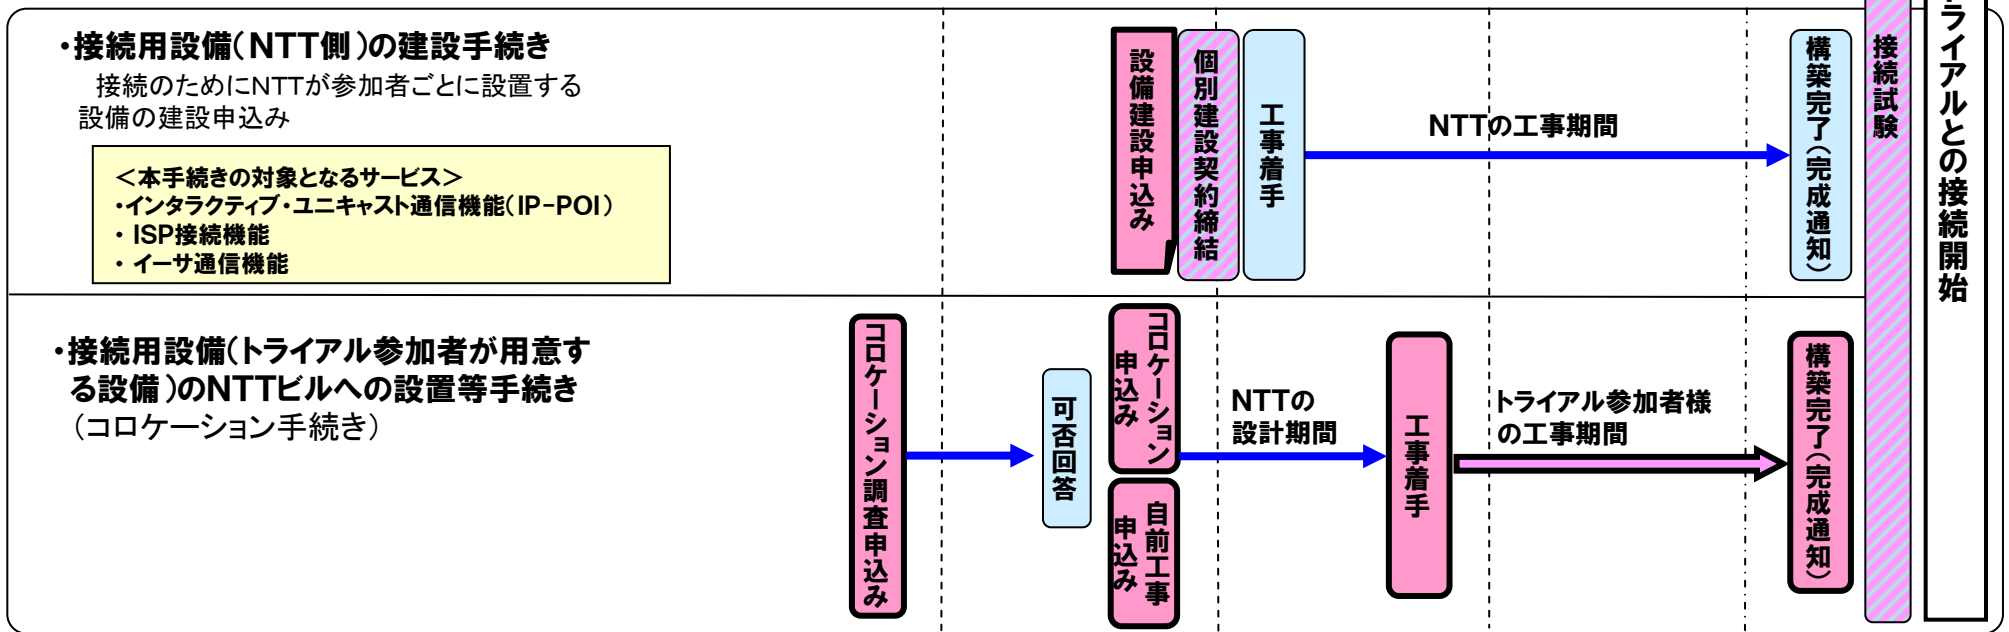 ・接続用設備(NTT側)の建設手続き
接続のためにNTTが参加者ごとに設置する
設備の建設申込み
<本手続きの対象となるサービス>
・インタラクティブ・ユニキャスト通信機能(IP-POI)
・ ISP接続機能
・ イーサ通信機能
設備建設申込み
個別建設契約締結
工事着手
NTTの工事期間
構築完了(完成通知)
接続試験
ライアルとの接続開始
・接続用設備(トライアル参加者が用意す
る設備)のNTTビルへの設置等手続き
(コロケーション手続き)
コロケーション調査申込み
可否回答
コロケーション
申込み
自前工事
申込み
NTTの
設計期間
工事着手
トライアル参加者様
の工事期間
構築完了(完成通知)